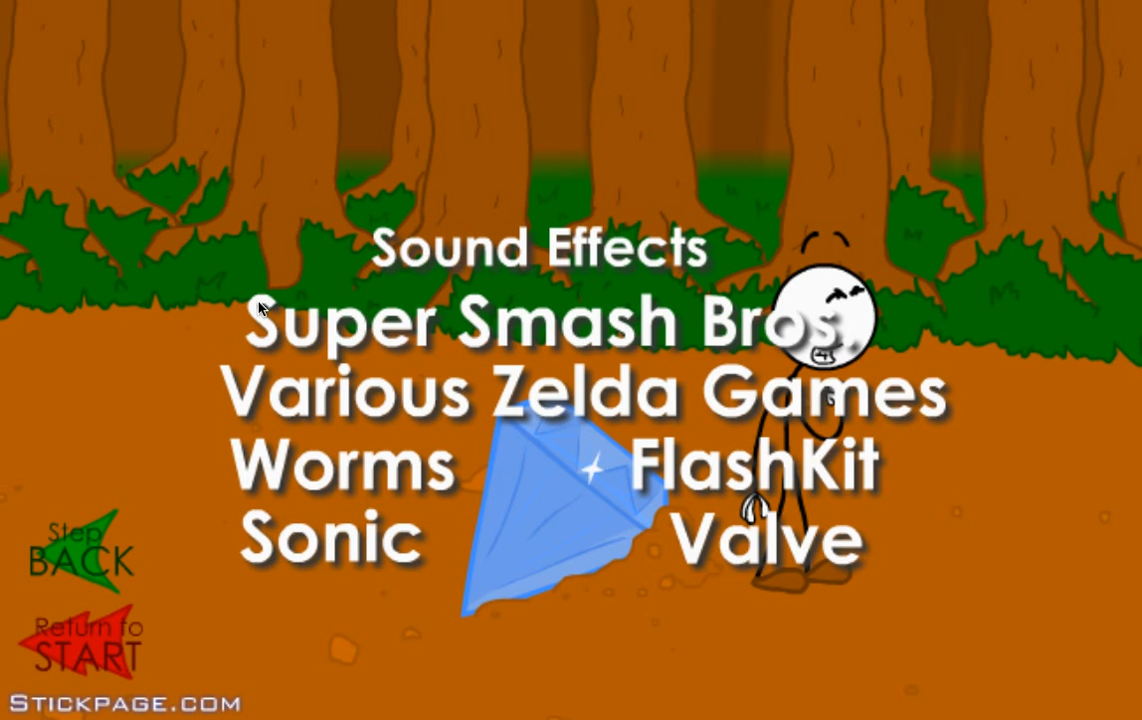 Sound Effects
Super Smash Bros.
Various Zelda Games
Worms FlashKit
Sonic Valve
Step
BACK
Return to
START
STICKPAGE.COM